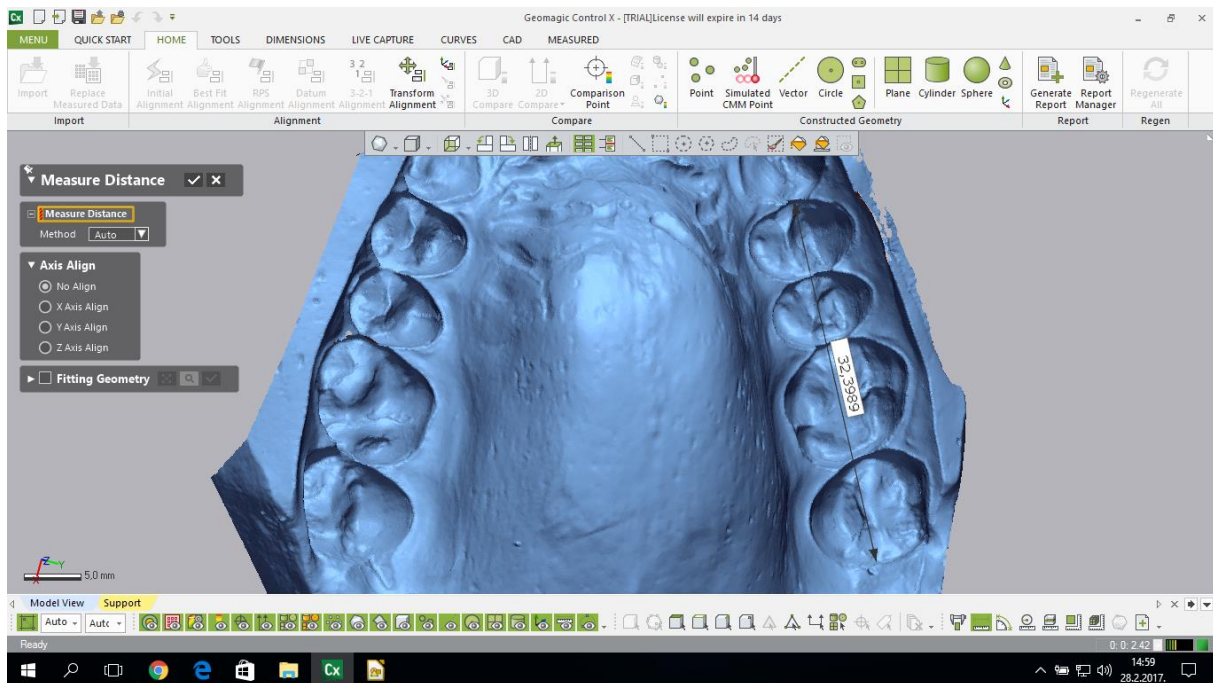 Cx
Geomagic Control X - [TRIAL]License will expire in 14 days
MENU QUICK START HOME TOOLS DIMENSIONS LIVE CAPTURE CURVES CAD MEASURED
Import Replace Measured Data
Initial Alignment Best Fit Alignment RPS Alignment Datum Alignment 3-2-1 Alignment Transform Alignment
3D Compare 2D Compare Comparison Point
Point Simulated CMM Point Vector Circle Plane Cylinder Sphere
Generate Report Report Manager
Regenerate All
Import Alignment Compare Constructed Geometry Report Regen
Measure Distance
Measure Distance
Method Auto
Axis Align
No Align
X Axis Align
Y Axis Align
Z Axis Align
Fitting Geometry
32,3989
Z Y
X
5,0 mm
Model View Support
Auto Autc
Ready
0: 0: 2.42
Cx
14:59
28.2.2017.